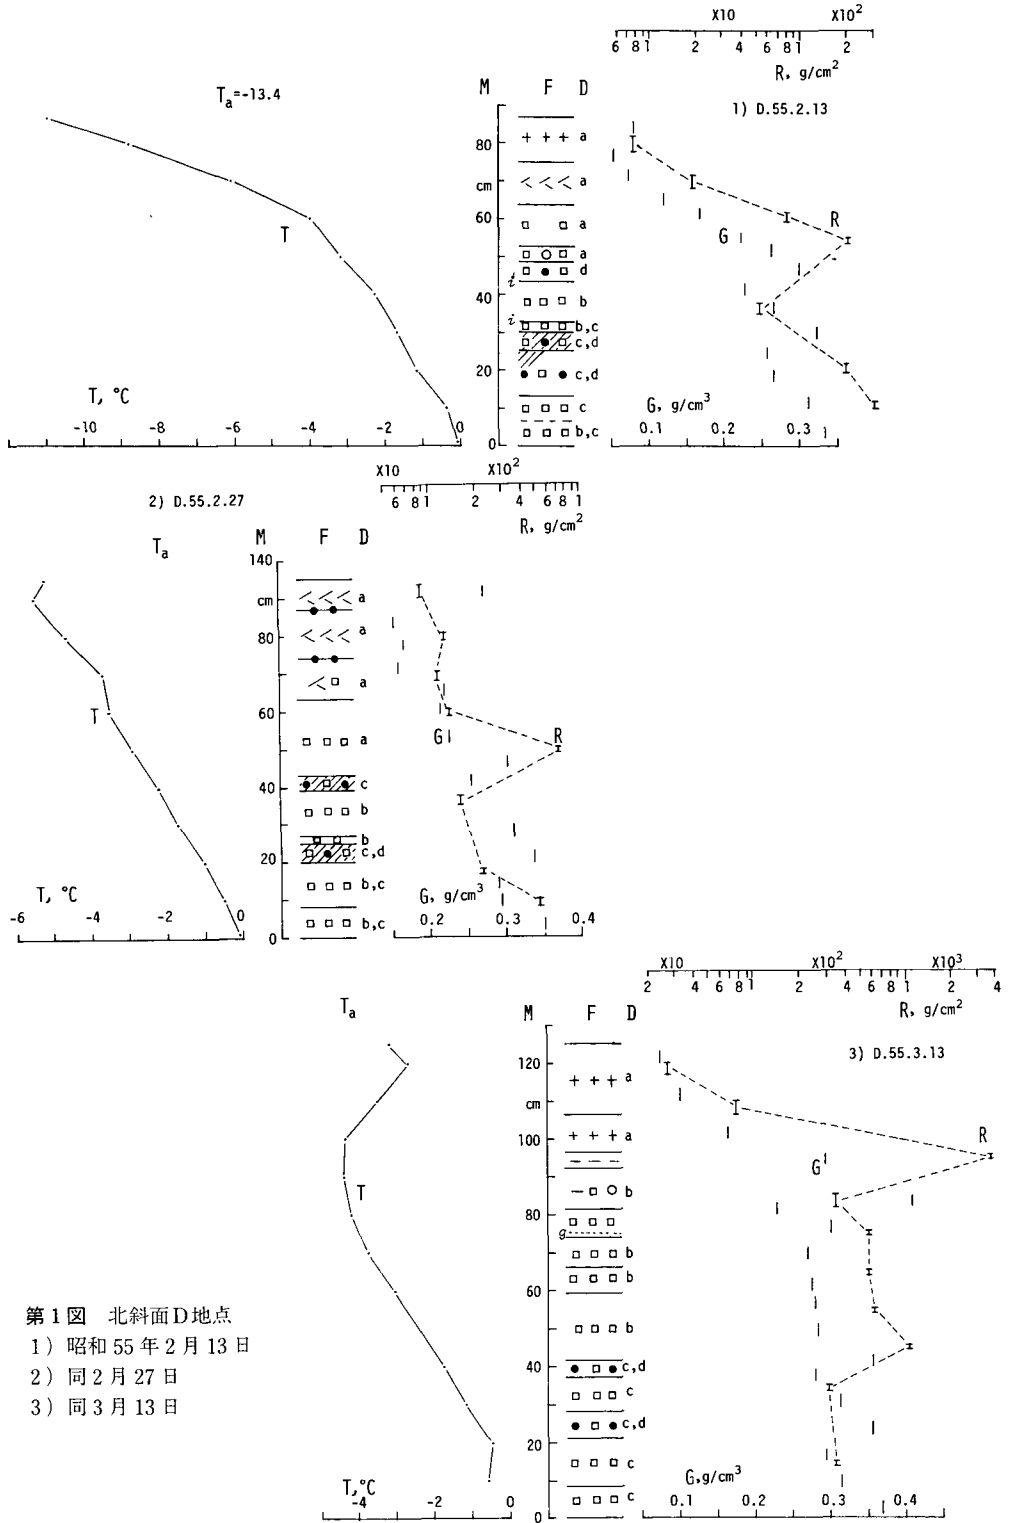 X10 X10²
6 8 1 2 4 6 8 1 2
R, g/cm²
Ta=-13.4
M F D
1) D.55.2.13
80
+ + + a
cm
a
60
a
R
T
G
a
d
i
40
b
i
b,c
c,d
20
c,d
T, °C
c
G, g/cm³
-10 -8 -6 -4 -2 0
0
b,c
0.1 0.2 0.3
X10 X10²
2) D.55.2.27
6 8 1 2 4 6 8 1
R, g/cm²
Ta
M F D
140
cm
a
80
a
a
60
T
G
R
a
40
c
b
b
20
c,d
T, °C
b,c
G, g/cm³
-6 -4 -2 0
0
b,c
0.2 0.3 0.4
X10 X10² X10³
2 4 6 8 1 2 4 6 8 1 2 4
R, g/cm²
Ta
M F D
3) D.55.3.13
120
+ + + a
cm
100
+ + + a
R
G
T
b
80
g
b
60
b
b
40
c,d
c
c,d
20
c
T,°C
G,g/cm³
c
-4 -2 0
0
0.1 0.2 0.3 0.4
第1図 北斜面D地点
1) 昭和55年2月13日
2) 同2月27日
3) 同3月13日